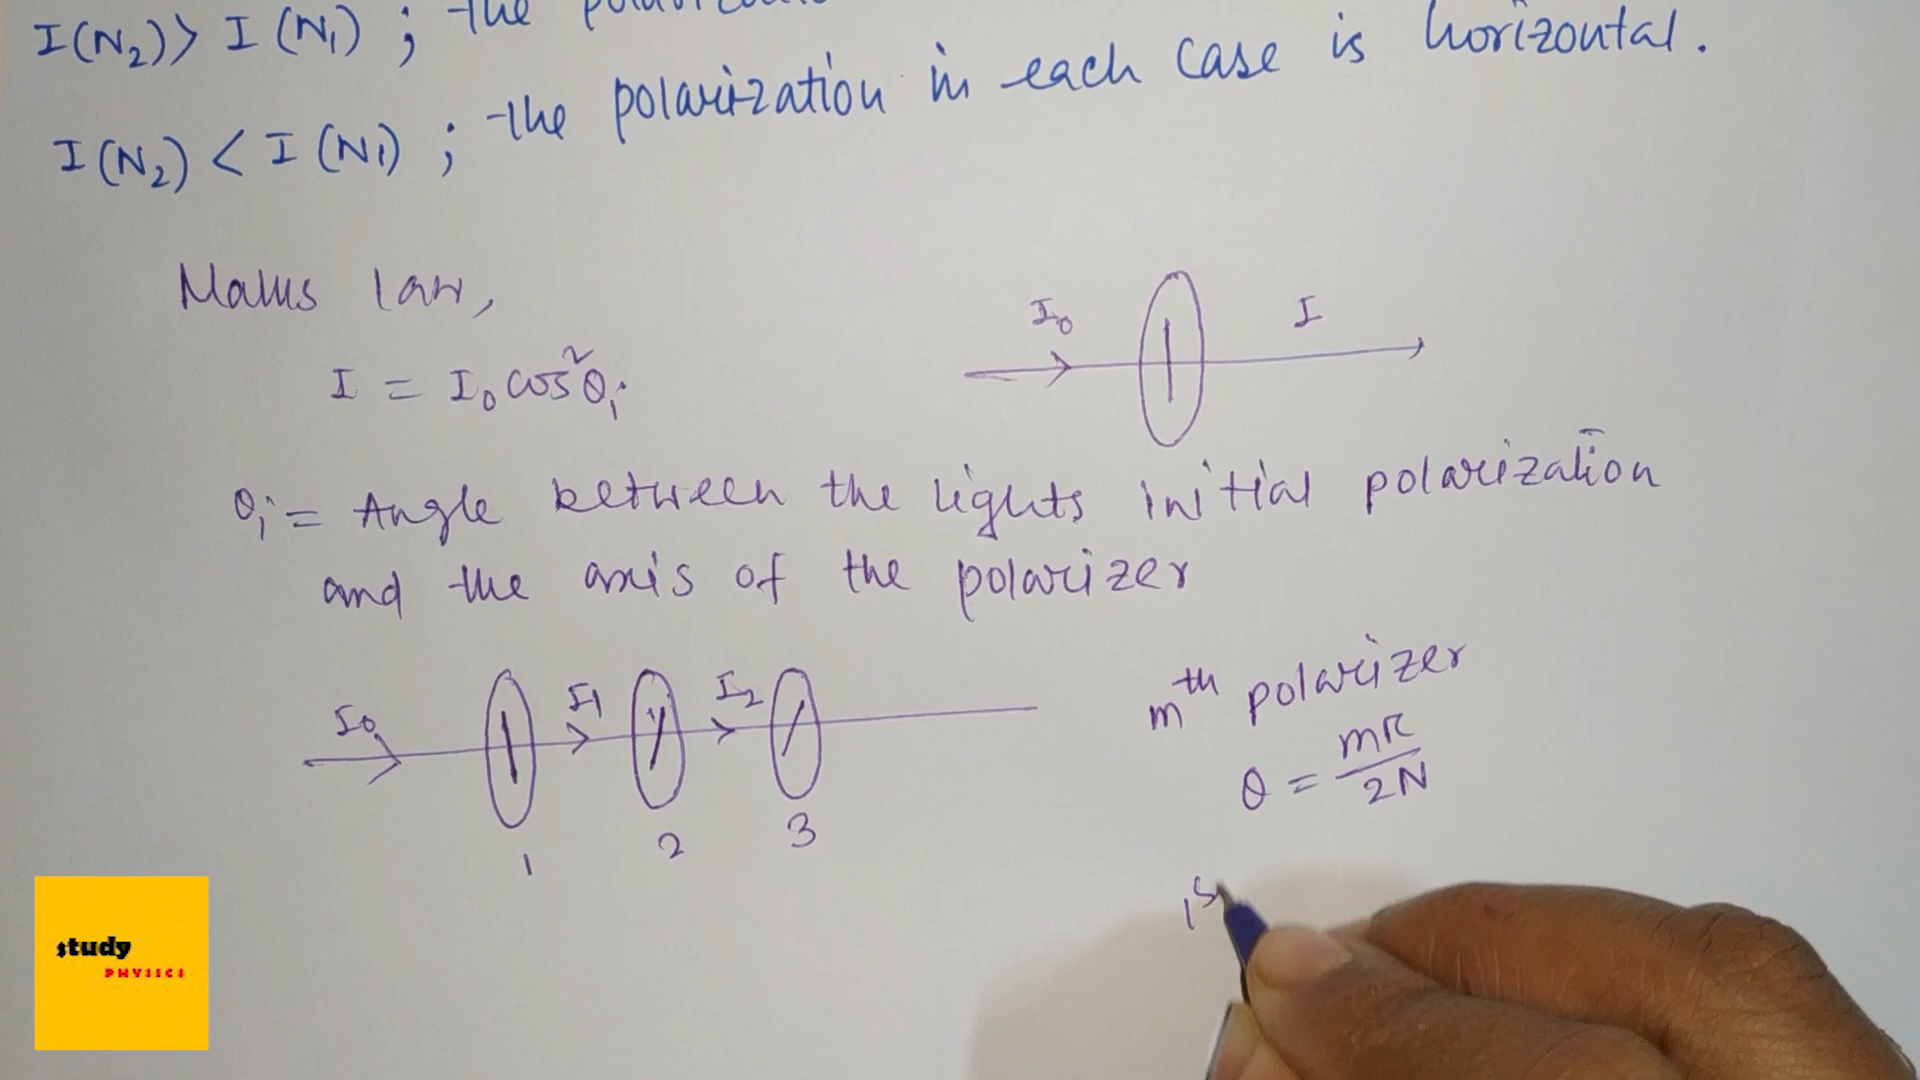 I(N₂) > I(N₁) ; the
I(N₂) < I(N1) ; the polarization in each case is horizontal.
Malus law,
I = I₀ cos²θᵢ
I₀
I
θᵢ = Angle between the lights initial polarization
and the axis of the polarizer
I₀ I1 I₂
1 2 3
mth polarizer
θ = mπ/2N
1s
study
PHYSICS